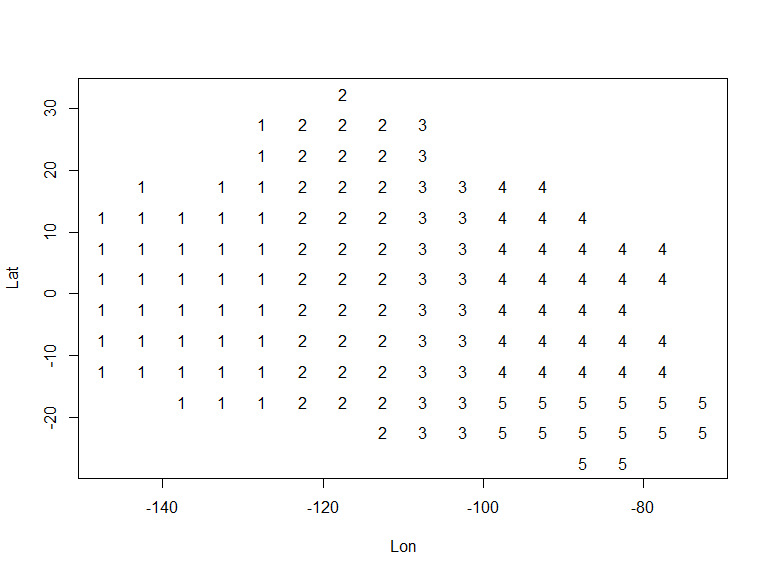 2
30
1 2 2 2 3
1 2 2 2 3
20
1 1 1 2 2 2 3 3 4 4
1 1 1 1 1 2 2 2 3 3 4 4 4
10
1 1 1 1 1 2 2 2 3 3 4 4 4 4 4
Lat
1 1 1 1 1 2 2 2 3 3 4 4 4 4 4
0
1 1 1 1 1 2 2 2 3 3 4 4 4 4
1 1 1 1 1 2 2 2 3 3 4 4 4 4 4
-10
1 1 1 1 1 2 2 2 3 3 4 4 4 4 4
1 1 1 2 2 2 3 3 5 5 5 5 5 5
-20
2 3 3 5 5 5 5 5 5
5 5
-140 -120 -100 -80
Lon